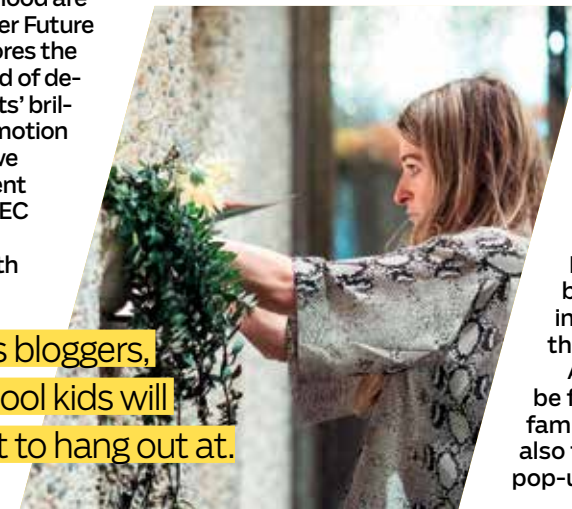 ood are
er Future
ores the
d of de-
ts’ bril-
motion
ve
ent
EC
th
s bloggers,
ool kids will
t to hang out at.
b
in
th
A
be f
fam
also
pop-u